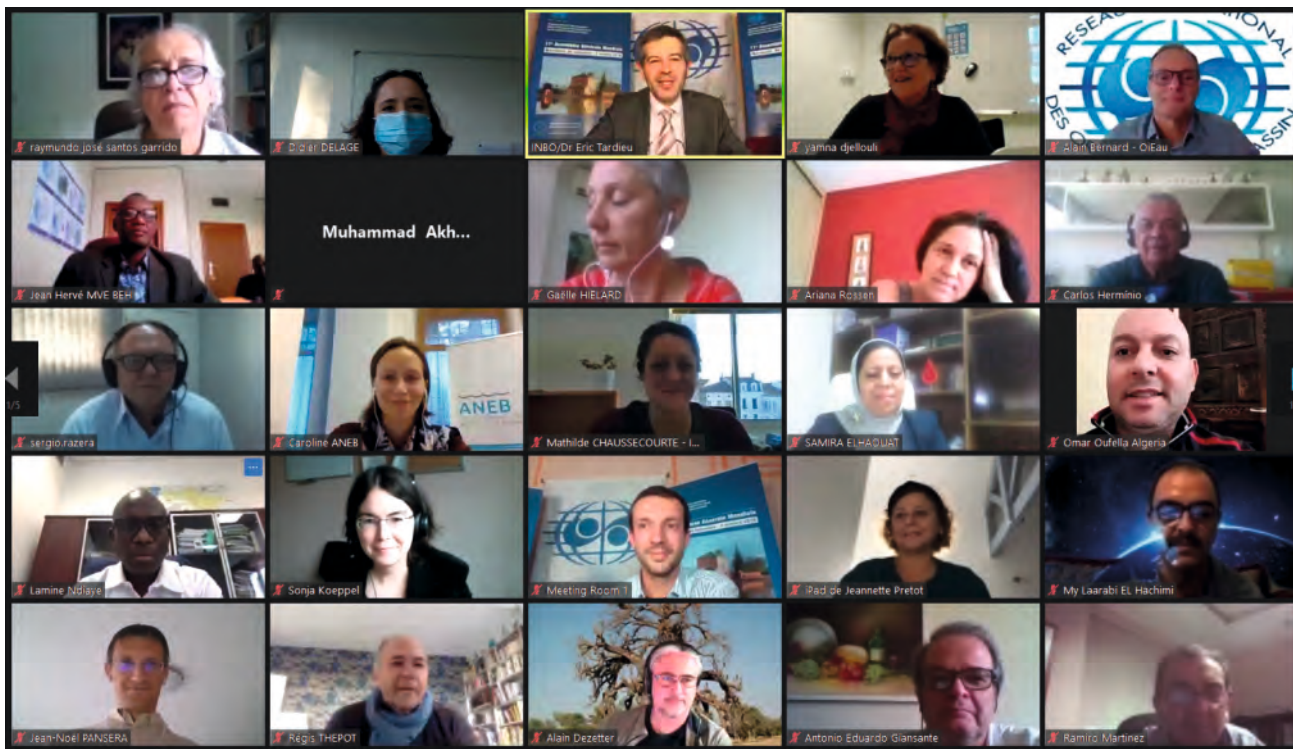 raymundo josé santos garrido
Didier DELAGE
INBO/Dr Eric Tardieu
yamna djellouli
Alain Bernard - OiEau
Jean Hervé MVE BEH
Muhammad Akh...
Gaëlle HIELARD
Ariana Rossen
Carlos Hermínio
sergio.razera
Caroline ANEB
ANEB
Mathilde CHAUSSECOURTE - I...
SAMIRA ELHAOUAT
Omar Oufella Algeria
Lamine Ndiaye
Sonja Koeppel
Meeting Room 1
iPad de Jeannette Pretot
My Laarabi EL Hachimi
Jean-Noël PANSERA
Régis THEPOT
Alain Dezetter
Antonio Eduardo Giansante
Ramiro Martinez